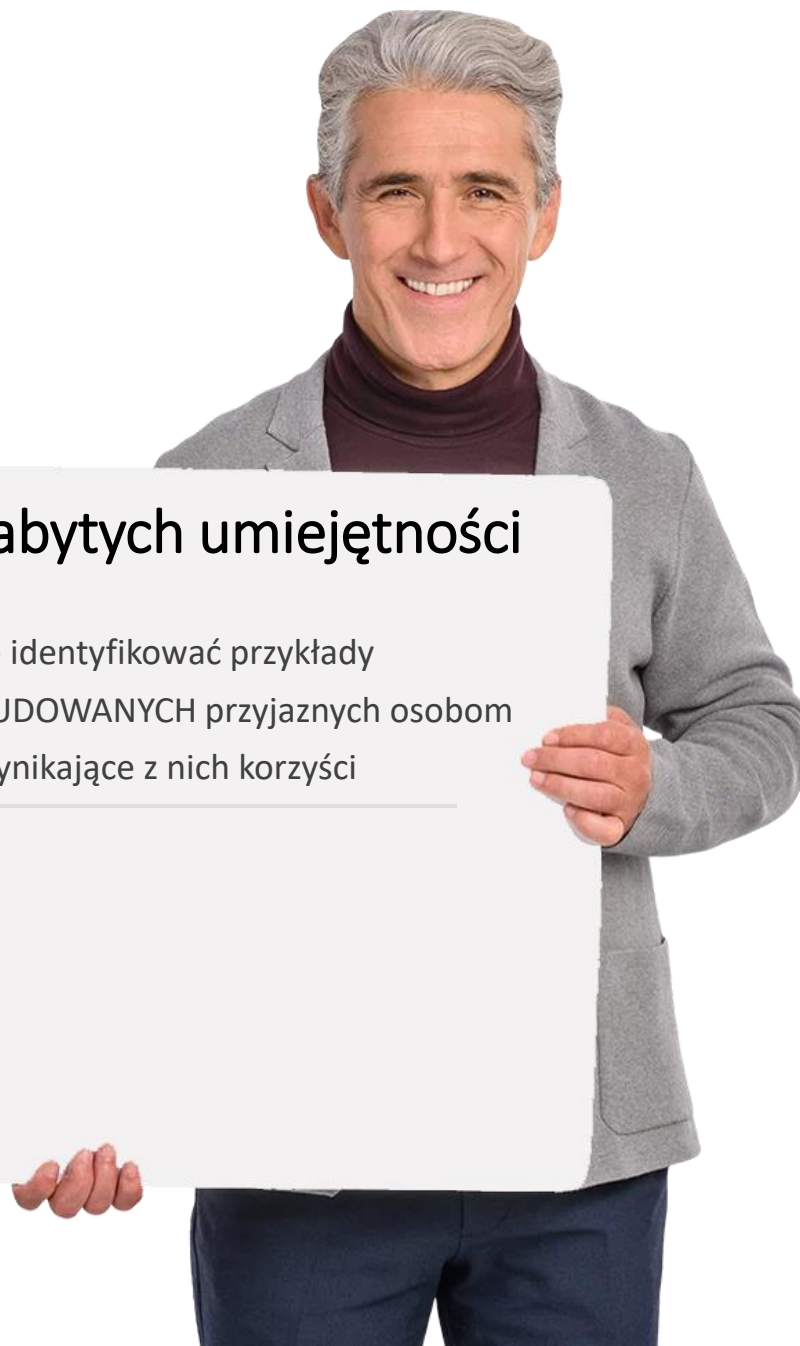 abytych umiejętności
identyfikować przykłady
UDOWANYCH przyjaznych osobom
ynikające z nich korzyści